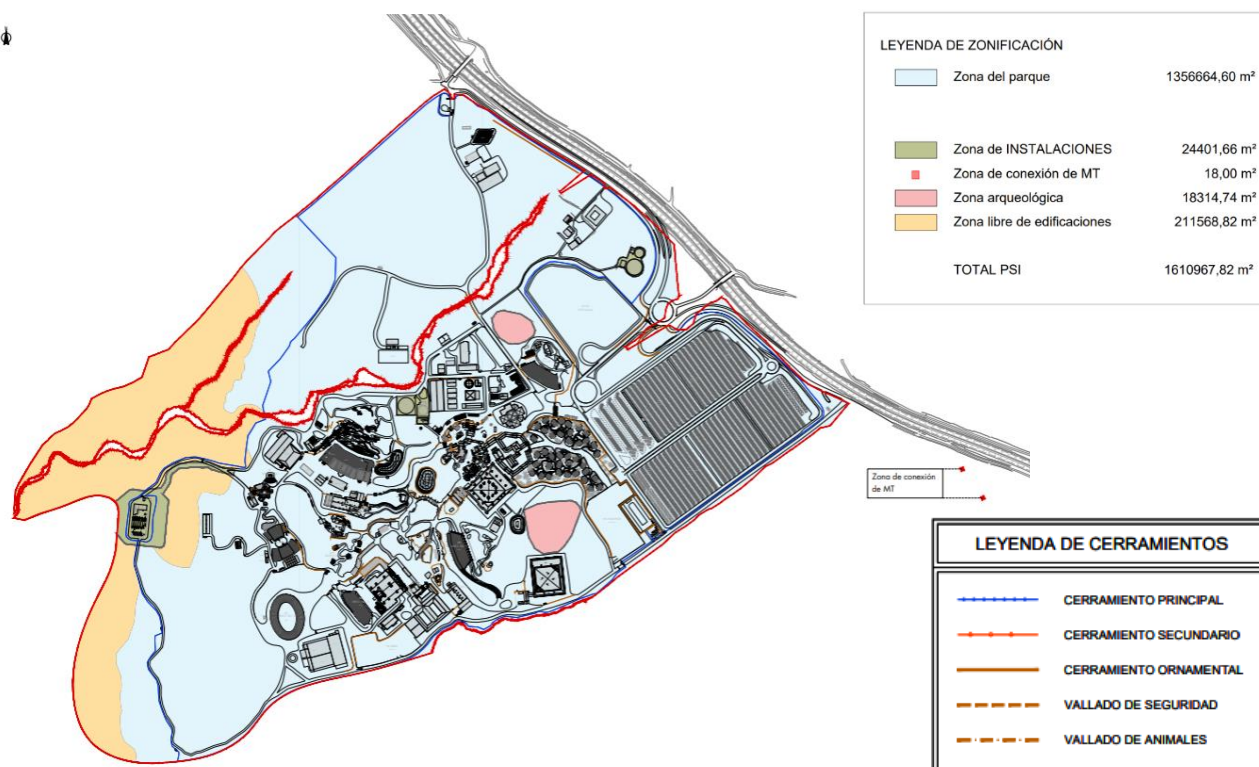 LEYENDA DE ZONIFICACIÓN
Zona del parque 1356664,60 m²
Zona de INSTALACIONES 24401,66 m²
Zona de conexión de MT 18,00 m²
Zona arqueológica 18314,74 m²
Zona libre de edificaciones 211568,82 m²
TOTAL PSI 1610967,82 m²
Zona de conexión
de MT
LEYENDA DE CERRAMIENTOS
CERRAMIENTO PRINCIPAL
CERRAMIENTO SECUNDARIO
CERRAMIENTO ORNAMENTAL
VALLADO DE SEGURIDAD
VALLADO DE ANIMALES